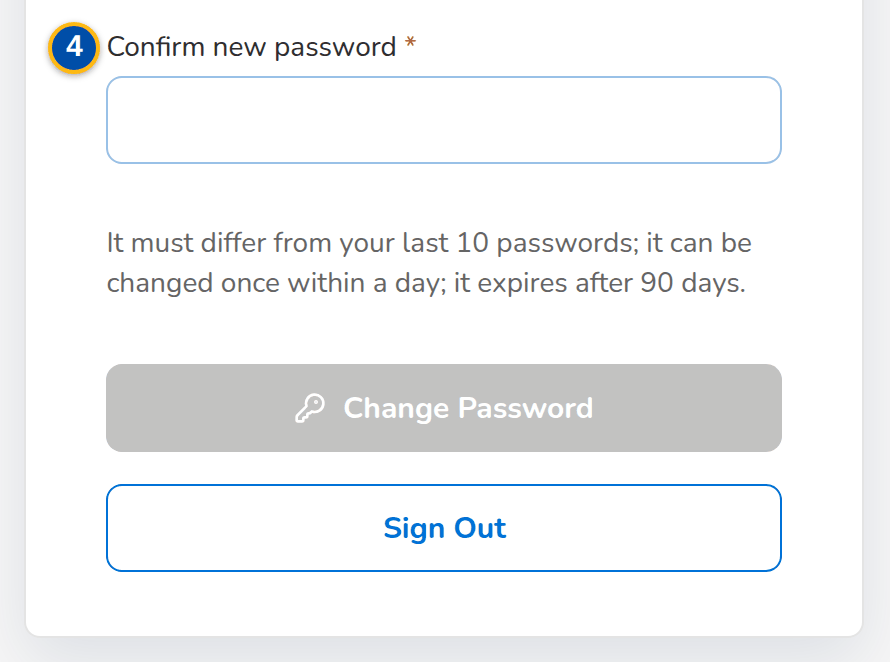 4 Confirm new password *
It must differ from your last 10 passwords; it can be
changed once within a day; it expires after 90 days.
Change Password
Sign Out